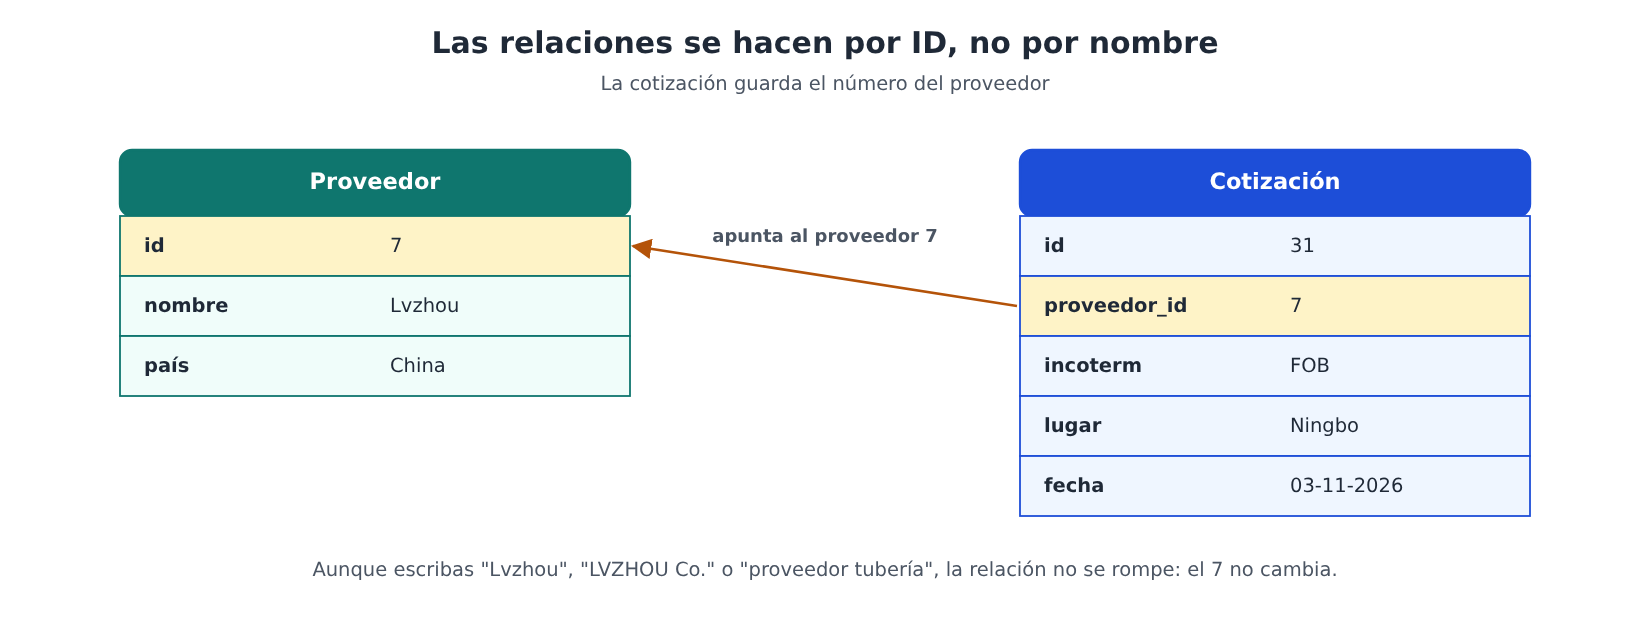 Las relaciones se hacen por ID, no por nombre
La cotización guarda el número del proveedor
Proveedor
id 7
nombre Lvzhou
país China
apunta al proveedor 7
Cotización
id 31
proveedor_id 7
incoterm FOB
lugar Ningbo
fecha 03-11-2026
Aunque escribas "Lvzhou", "LVZHOU Co." o "proveedor tubería", la relación no se rompe: el 7 no cambia.